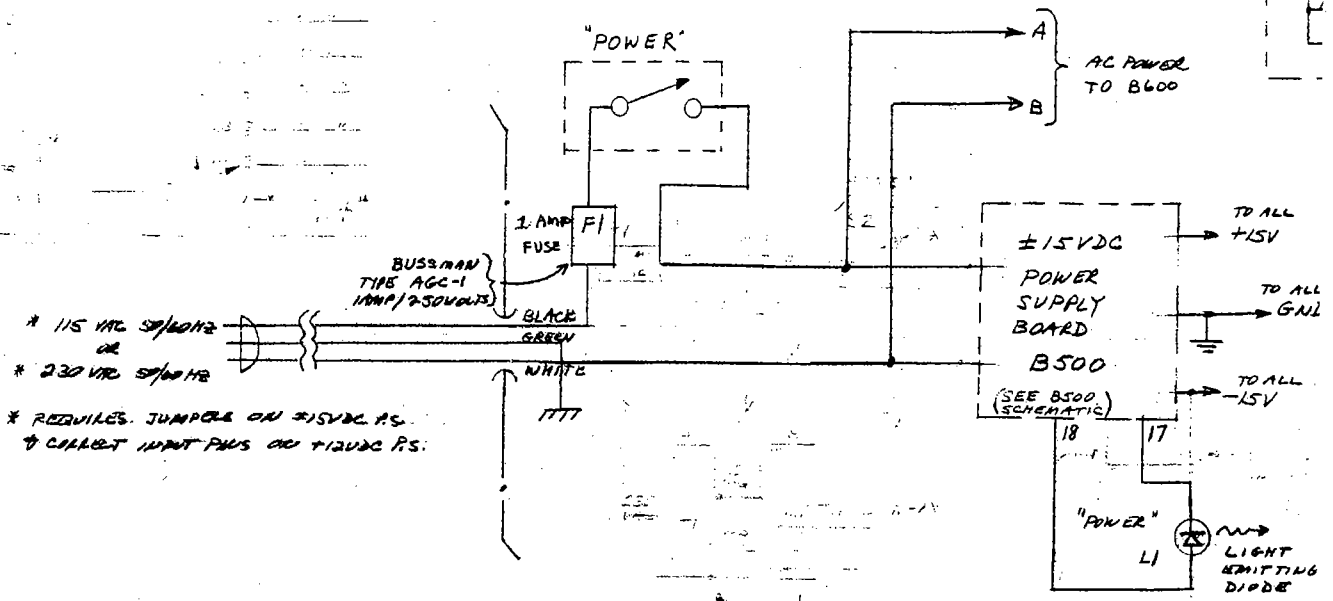 "POWER"
A
B
AC POWER
TO B600
1 AMP
FUSE
F1
BUSSMAN
TYPE AGC-1
1AMP/250VOLTS
BLACK
GREEN
WHITE
* 115 VAC 50/60HZ
OR
* 230 VAC 50/60HZ
* REQUIRES JUMPERS ON ±15VDC P.S.
& CORRECT INPUT PINS ON +12VDC P.S.
±15VDC
POWER
SUPPLY
BOARD
B500
(SEE B500
SCHEMATIC)
18
17
TO ALL
+15V
TO ALL
GND
TO ALL
-15V
"POWER"
L1
LIGHT
EMITTING
DIODE